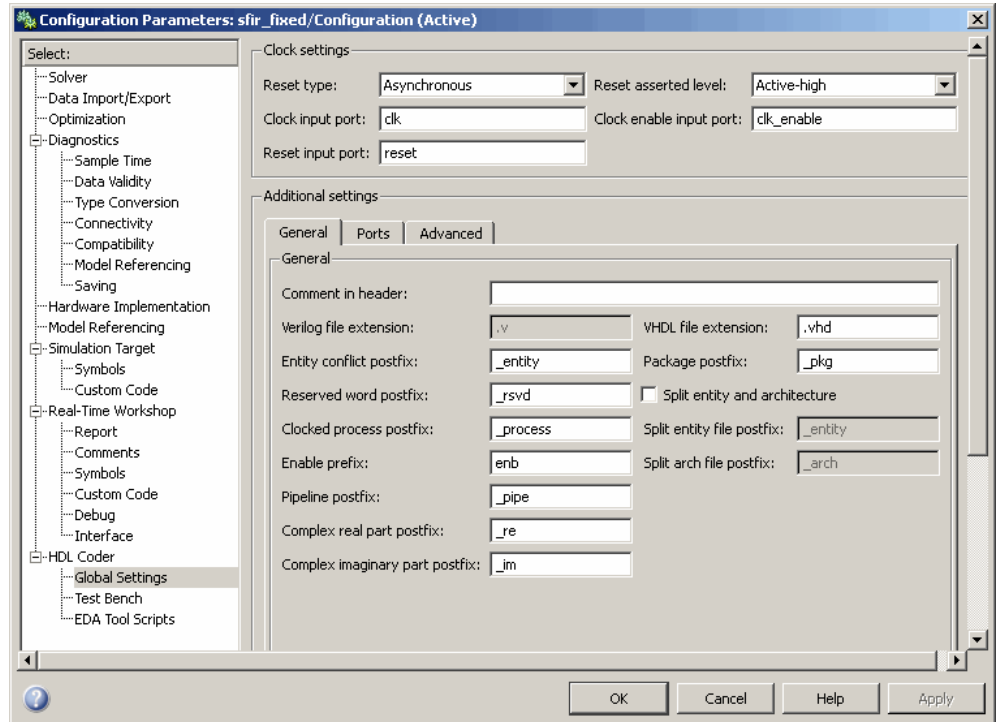 Configuration Parameters: sfir_fixed/Configuration (Active)
Select:
Solver
Data Import/Export
Optimization
Diagnostics
Sample Time
Data Validity
Type Conversion
Connectivity
Compatibility
Model Referencing
Saving
Hardware Implementation
Model Referencing
Simulation Target
Symbols
Custom Code
Real-Time Workshop
Report
Comments
Symbols
Custom Code
Debug
Interface
HDL Coder
Global Settings
Test Bench
EDA Tool Scripts
Clock settings
Reset type: Asynchronous Reset asserted level: Active-high
Clock input port: clk Clock enable input port: clk_enable
Reset input port: reset
Additional settings
General Ports Advanced
General
Comment in header:
Verilog file extension: .v VHDL file extension: .vhd
Entity conflict postfix: _entity Package postfix: _pkg
Reserved word postfix: _rsvd Split entity and architecture
Clocked process postfix: _process Split entity file postfix: _entity
Enable prefix: enb Split arch file postfix: _arch
Pipeline postfix: _pipe
Complex real part postfix: _re
Complex imaginary part postfix: _im
? OK Cancel Help Apply